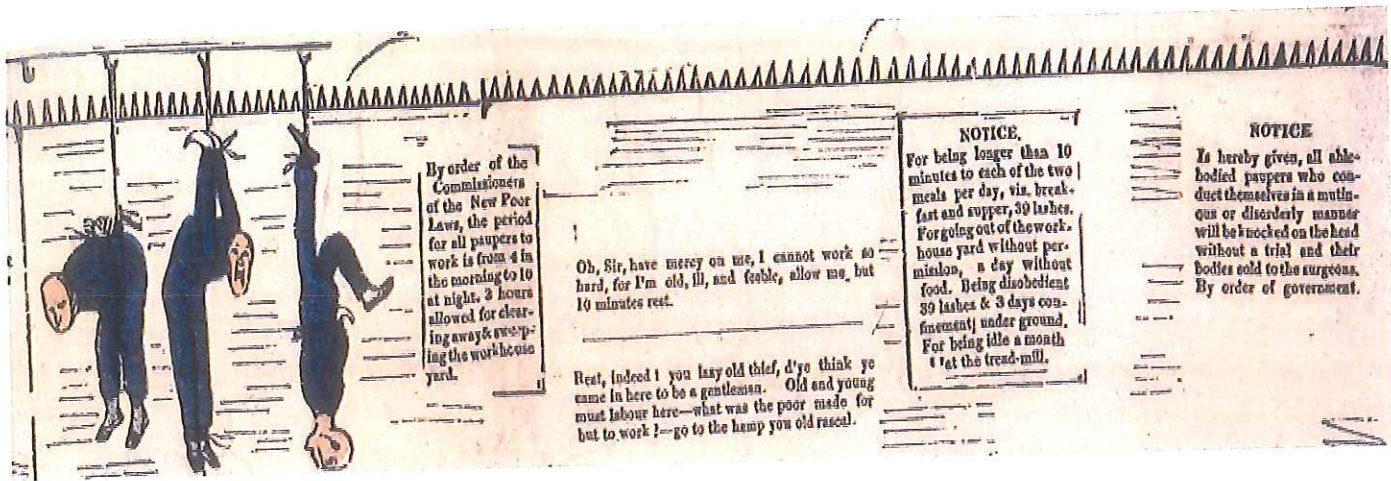 By order of the
Commissioners
of the New Poor
Laws, the period
for all paupers to
work is from 4 in
the morning to 10
at night. 3 hours
allowed for clear-
ing away & sweep-
ing the workhouse
yard.
Oh, Sir, have mercy on me, I cannot work so
hard, for I'm old, ill, and feable, allow me, but
10 minutes rest.
Rest, indeed! you lazy old thief, d'ye think ye
came in here to be a gentleman. Old and young
must labour here—what was the poor made for
but to work!—go to the hemp you old rascal.
NOTICE,
For being longer than 10
minutes to each of the two
meals per day, via. break-
fast and supper, 39 lashes.
For going out of the work-
house yard without per-
mission, a day without
food. Being disobedient
39 lashes & 3 days con-
finement; under ground.
For being idle a month
at the tread-mill.
NOTICE
Is hereby given, all able-
bodied paupers who con-
duct themselves in a mutin-
ous or disorderly manner
will be knocked on the head
without a trial and their
bodies sold to the surgeons.
By order of government.